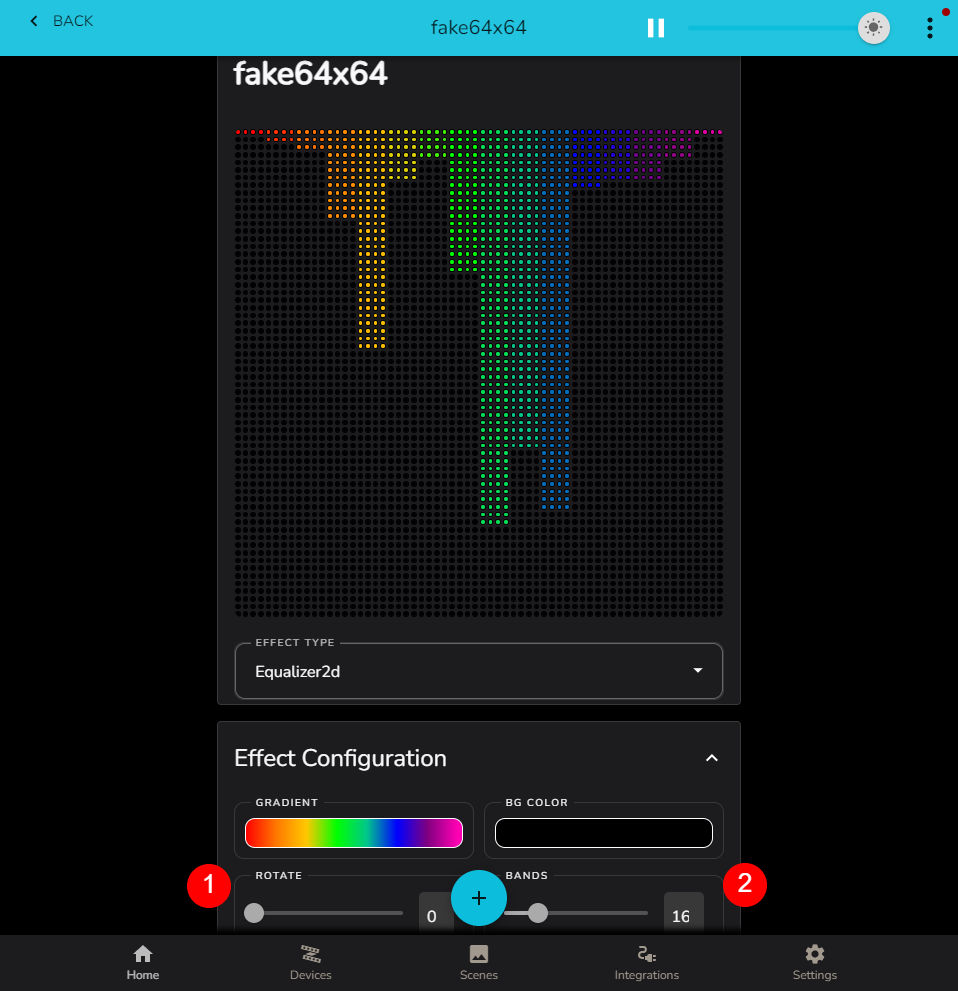 BACK
fake64x64
fake64x64
EFFECT TYPE
Equalizer2d
Effect Configuration
GRADIENT
BG COLOR
1
ROTATE
0
+
BANDS
16
2
Home
Devices
Scenes
Integrations
Settings